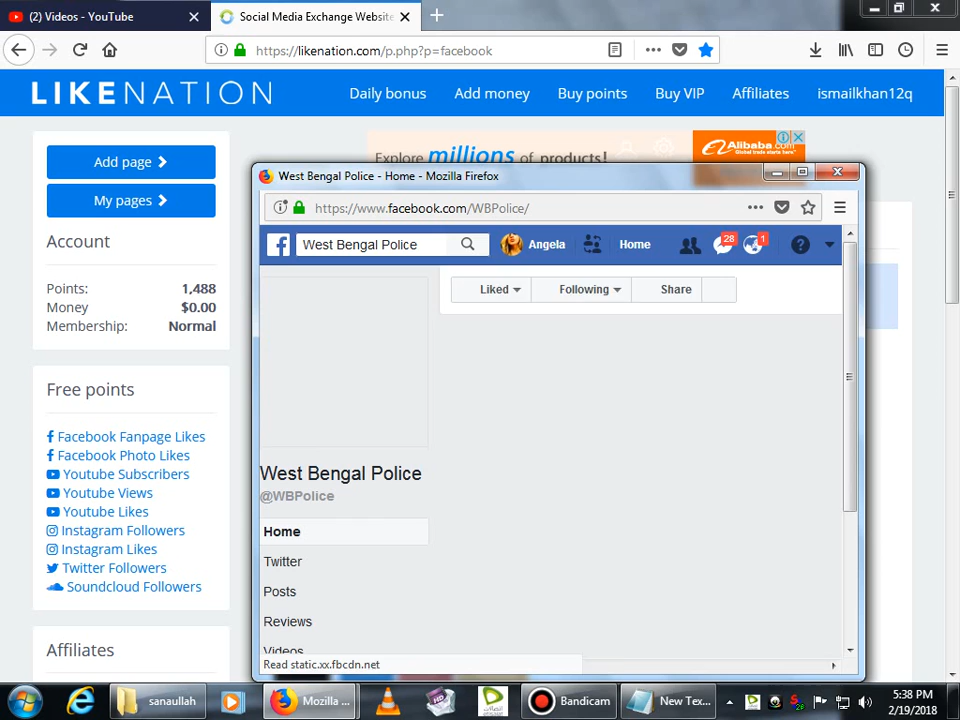 (2) Videos - YouTube
Social Media Exchange Website
https://likenation.com/p.php?p=facebook
LIKENATION
Daily bonus
Add money
Buy points
Buy VIP
Affiliates
ismailkhan12q
Add page
My pages
Account
Points: 1,488
Money $0.00
Membership: Normal
Free points
Facebook Fanpage Likes
Facebook Photo Likes
Youtube Subscribers
Youtube Views
Youtube Likes
Instagram Followers
Instagram Likes
Twitter Followers
Soundcloud Followers
Affiliates
Explore millions of products!
Alibaba.com
Global trade starts here
West Bengal Police - Home - Mozilla Firefox
https://www.facebook.com/WBPolice/
West Bengal Police
Angela
Home
28
1
Liked
Following
Share
West Bengal Police
@WBPolice
Home
Twitter
Posts
Reviews
Videos
Read static.xx.fbcdn.net
sanaullah
Mozilla ...
Bandicam
New Tex...
5:38 PM
2/19/2018